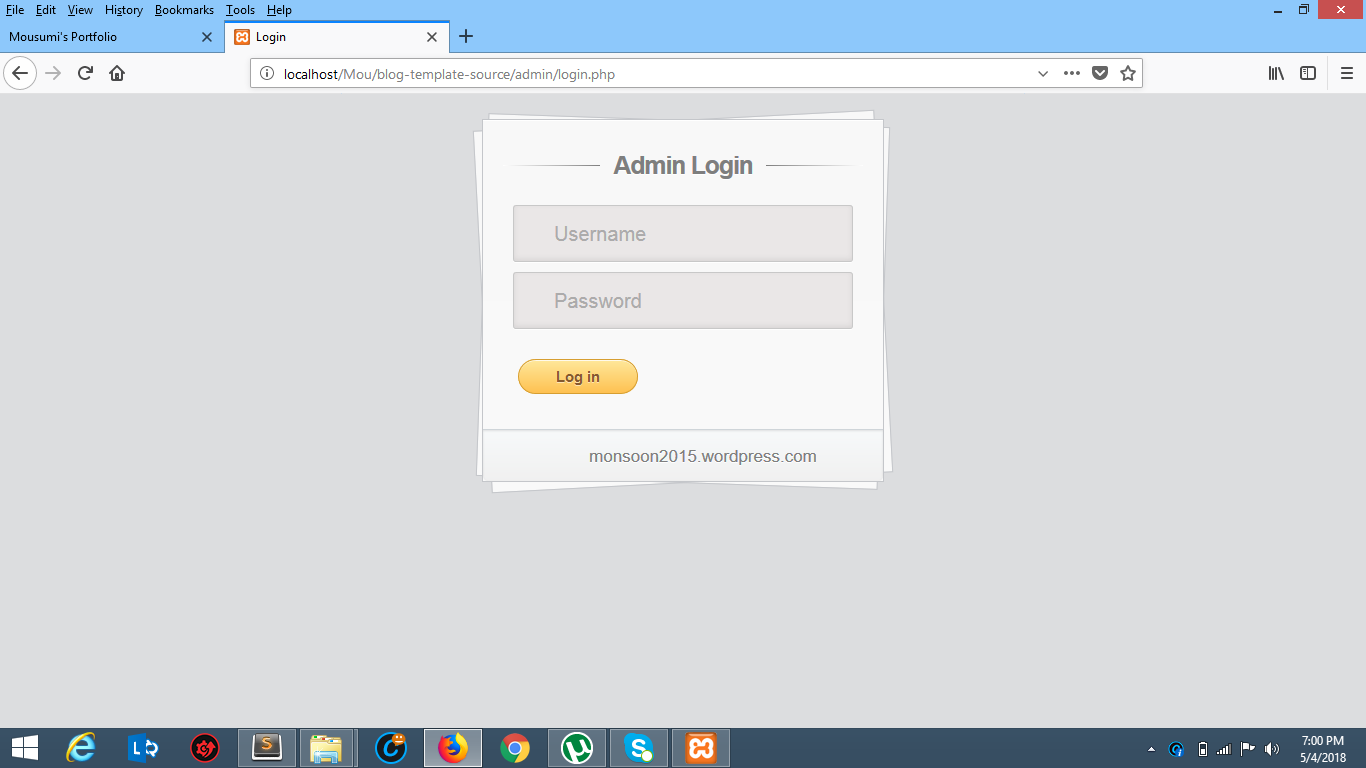 File Edit View History Bookmarks Tools Help
Mousumi's Portfolio
Login
localhost/Mou/blog-template-source/admin/login.php
Admin Login
Username
Password
Log in
monsoon2015.wordpress.com
7:00 PM
5/4/2018